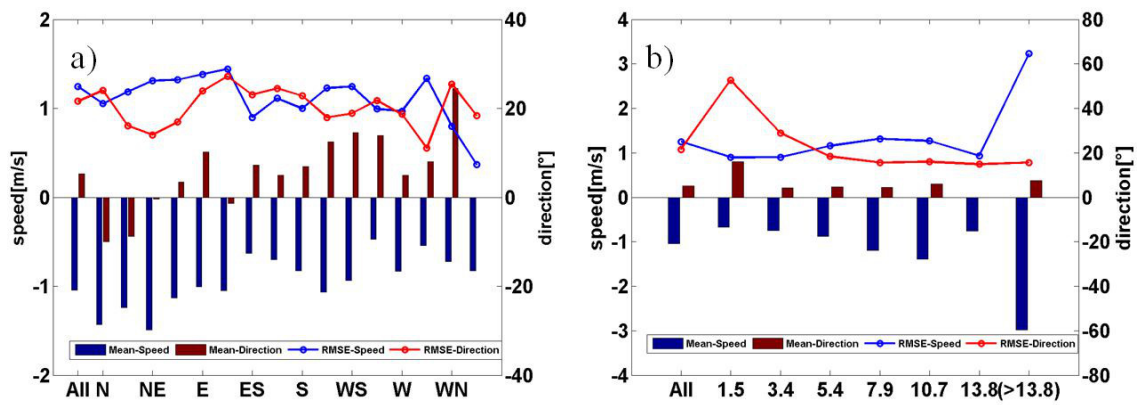 a)
speed[m/s]
2
1
0
-1
-2
40
20
0
-20
-40
direction[°]
Mean-Speed Mean-Direction RMSE-Speed RMSE-Direction
All N NE E ES S WS W WN
b)
speed[m/s]
4
3
2
1
0
-1
-2
-3
-4
80
60
40
20
0
-20
-40
-60
-80
direction[°]
Mean-Speed Mean-Direction RMSE-Speed RMSE-Direction
All 1.5 3.4 5.4 7.9 10.7 13.8(>13.8)